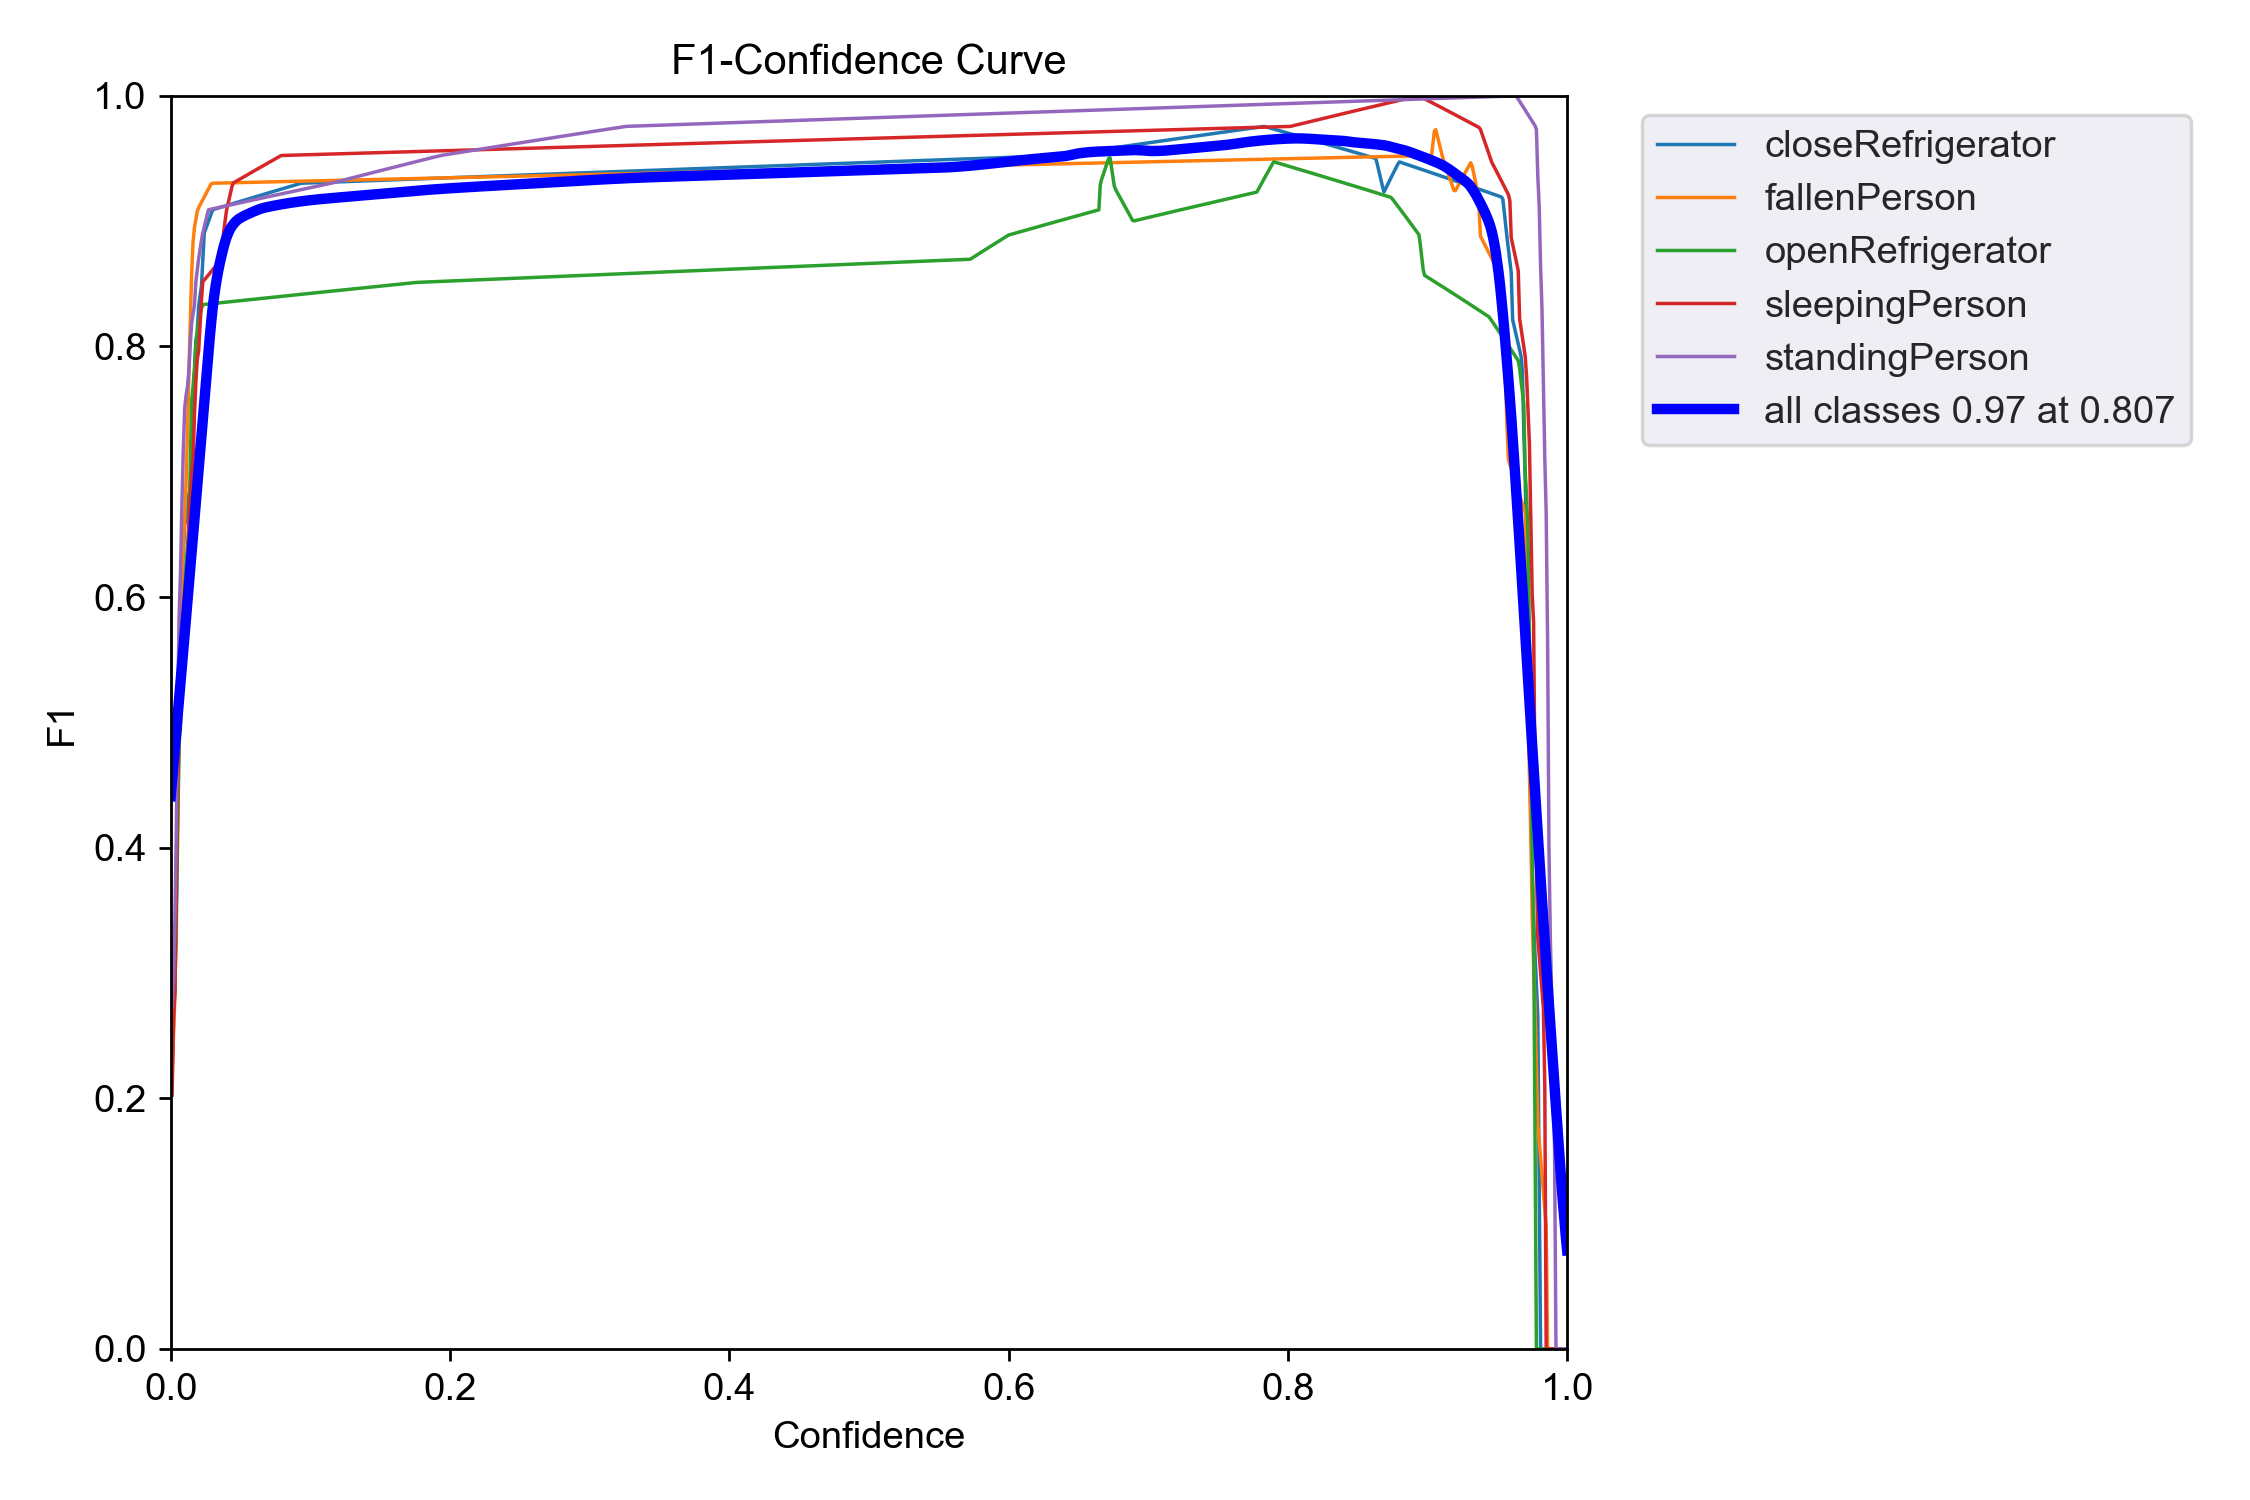 F1-Confidence Curve
1.0
0.8
0.6
0.4
0.2
0.0
F1
0.0 0.2 0.4 0.6 0.8 1.0
Confidence
closeRefrigerator
fallenPerson
openRefrigerator
sleepingPerson
standingPerson
all classes 0.97 at 0.807